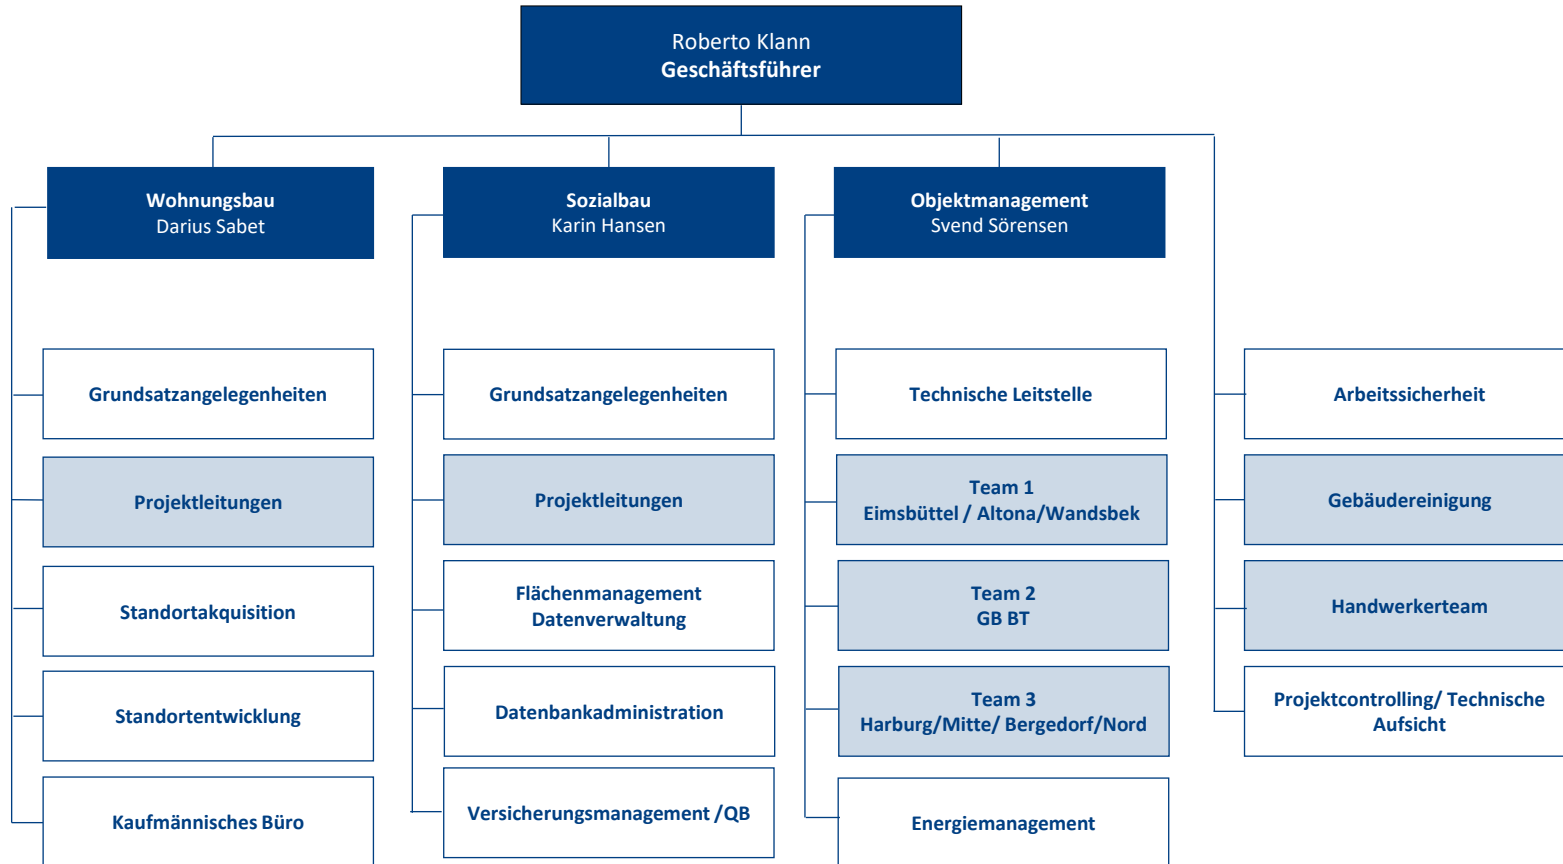 Roberto Klann
Geschäftsführer
Wohnungsbau
Darius Sabet
Sozialbau
Karin Hansen
Objektmanagement
Svend Sörensen
Grundsatzangelegenheiten
Projektleitungen
Standortakquisition
Standortentwicklung
Kaufmännisches Büro
Grundsatzangelegenheiten
Projektleitungen
Flächenmanagement
Datenverwaltung
Datenbankadministration
Versicherungsmanagement /QB
Technische Leitstelle
Team 1
Eimsbüttel / Altona/Wandsbek
Team 2
GB BT
Team 3
Harburg/Mitte/ Bergedorf/Nord
Energiemanagement
Arbeitssicherheit
Gebäudereinigung
Handwerkerteam
Projektcontrolling/ Technische
Aufsicht